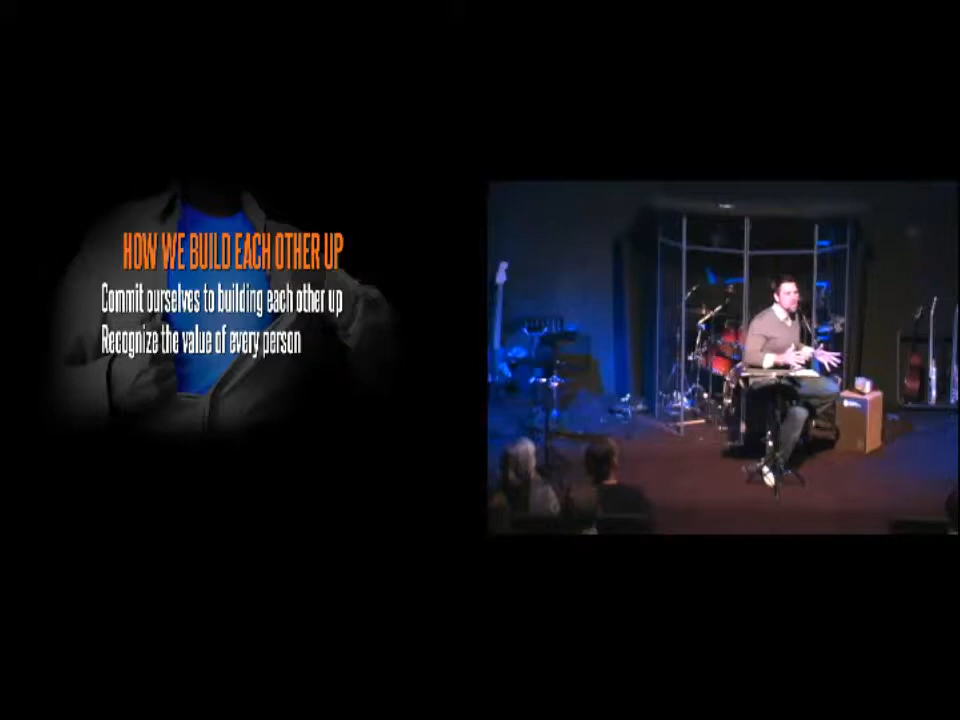 HOW WE BUILD EACH OTHER UP
Commit ourselves to building each other up
Recognize the value of every person